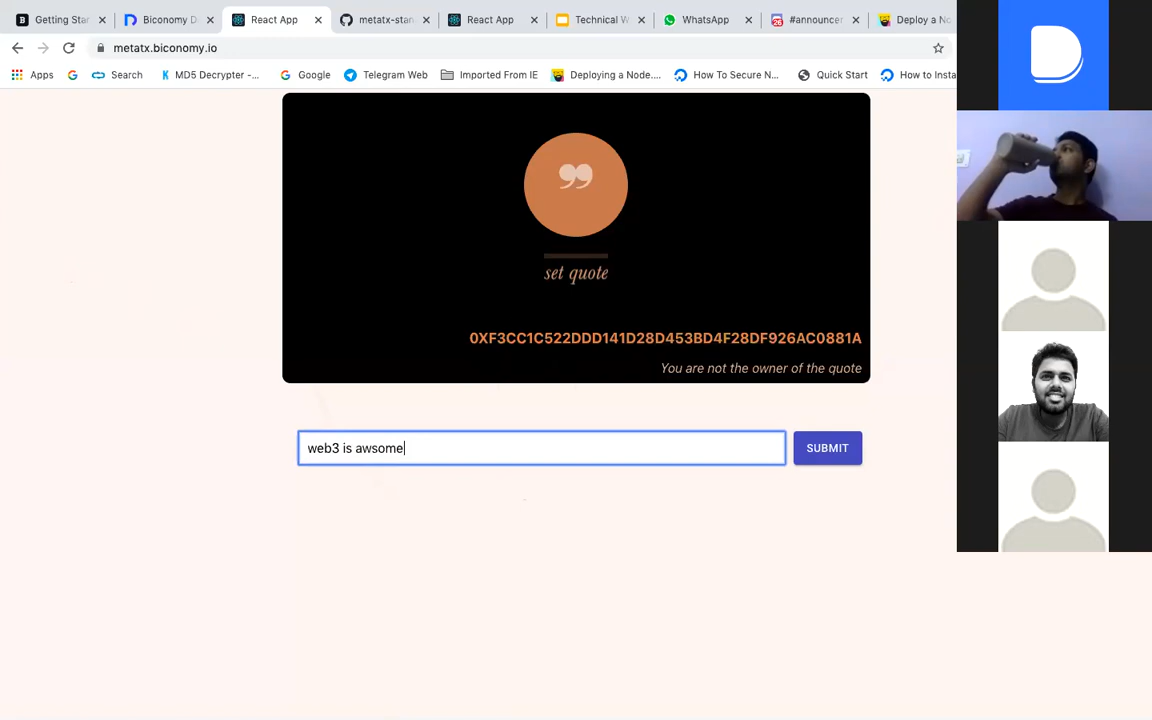 Getting Star
Biconomy D
React App
metatx-stan
React App
Technical W
WhatsApp
#announcer
Deploy a No
metatx.biconomy.io
Apps
Search
MD5 Decrypter -...
Google
Telegram Web
Imported From IE
Deploying a Node....
How To Secure N...
Quick Start
How to Insta
set quote
0XF3CC1C522DDD141D28D453BD4F28DF926AC0881A
You are not the owner of the quote
web3 is awsome
SUBMIT